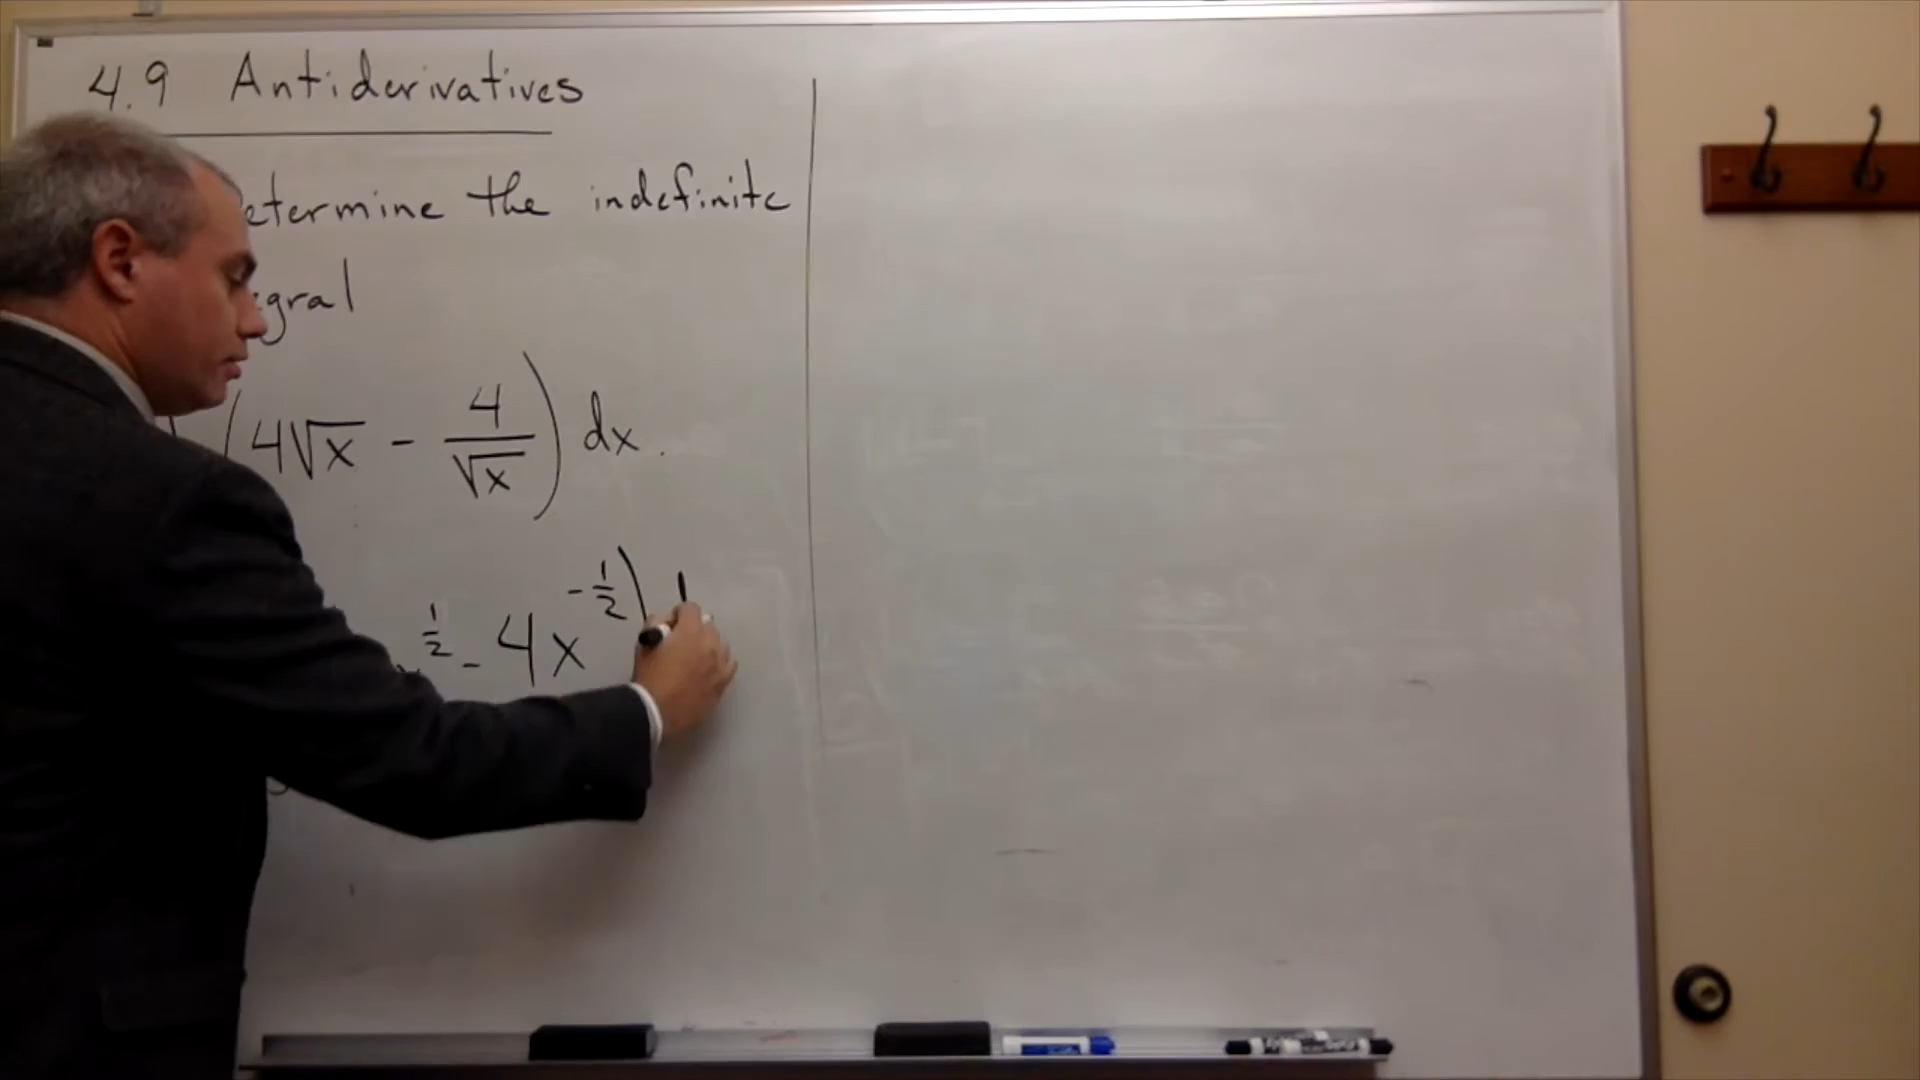 4.9 Antiderivatives
etermine the indefinite
gral
(4√x - 4/√x) dx.
1/2 - 4x^(-1/2))